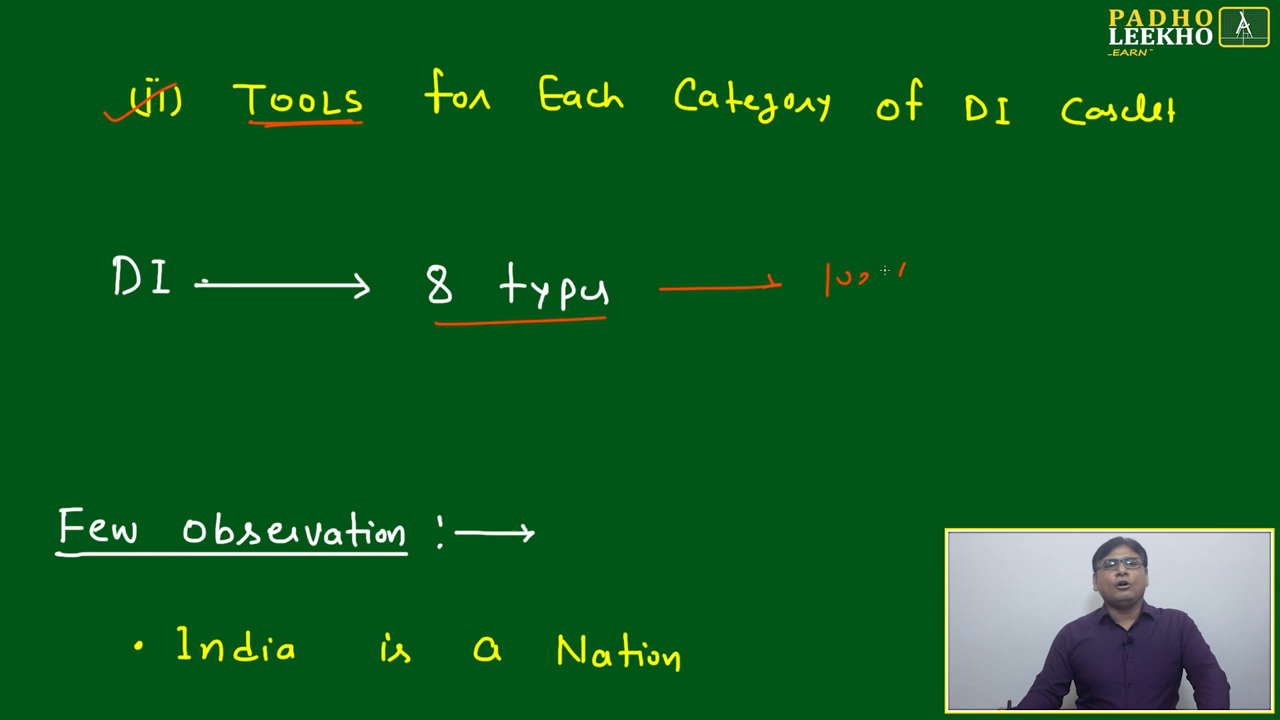 PADHO
LEEKHO
EARN
(ii) TOOLS for Each Category of DI Caselet
DI → 8 types → 100
Few observation : →
• India is a Nation